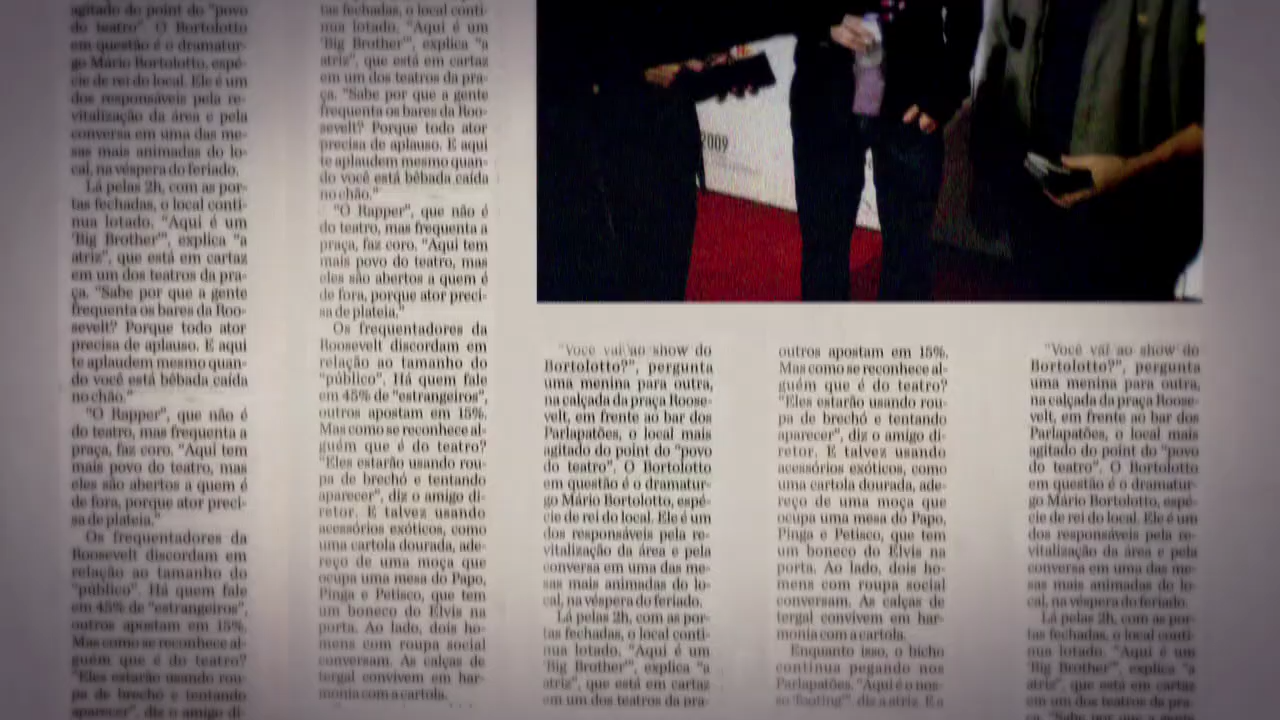 agitado do point do "povo
do teatro". O Bortolotto
em questão é o dramatur-
go Mário Bortolotto, espé-
cie de rei do local. Ele é um
dos responsáveis pela re-
vitalização da área e pela
conversa em uma das me-
sas mais animadas do lo-
cal, na véspera do feriado.
Lá pelas 2h, com as por-
tas fechadas, o local conti-
nua lotado. "Aqui é um
'Big Brother'", explica "a
atriz", que está em cartaz
em um dos teatros da pra-
ça. "Sabe por que a gente
frequenta os bares da Roo-
sevelt? Porque todo ator
precisa de aplauso. E aqui
te aplaudem mesmo quan-
do você está bêbada caída
no chão."
"O Rapper", que não é
do teatro, mas frequenta a
praça, faz coro. "Aqui tem
mais povo do teatro, mas
eles são abertos a quem é
de fora, porque ator preci-
sa de plateia."
Os frequentadores da
Roosevelt discordam em
relação ao tamanho do
"público". Há quem fale
em 45% de "estrangeiros",
outros apostam em 15%.
Mas como se reconhece al-
guém que é do teatro?
"Eles estarão usando rou-
pa de brechó e tentando
aparecer", diz o amigo di-
tas fechadas, o local conti-
nua lotado. "Aqui é um
'Big Brother'", explica "a
atriz", que está em cartaz
em um dos teatros da pra-
ça. "Sabe por que a gente
frequenta os bares da Roo-
sevelt? Porque todo ator
precisa de aplauso. E aqui
te aplaudem mesmo quan-
do você está bêbada caída
no chão."
"O Rapper", que não é
do teatro, mas frequenta a
praça, faz coro. "Aqui tem
mais povo do teatro, mas
eles são abertos a quem é
de fora, porque ator preci-
sa de plateia."
Os frequentadores da
Roosevelt discordam em
relação ao tamanho do
"público". Há quem fale
em 45% de "estrangeiros",
outros apostam em 15%.
Mas como se reconhece al-
guém que é do teatro?
"Eles estarão usando rou-
pa de brechó e tentando
aparecer", diz o amigo di-
retor. E talvez usando
acessórios exóticos, como
uma cartola dourada, ade-
reço de uma moça que
ocupa uma mesa do Papo,
Pinga e Petisco, que tem
um boneco do Elvis na
porta. Ao lado, dois ho-
mens com roupa social
conversam. As calças de
tergal convivem em har-
monia com a cartola.
2009
"Você vai ao show do
Bortolotto?", pergunta
uma menina para outra,
na calçada da praça Roose-
velt, em frente ao bar dos
Parlapatões, o local mais
agitado do point do "povo
do teatro". O Bortolotto
em questão é o dramatur-
go Mário Bortolotto, espé-
cie de rei do local. Ele é um
dos responsáveis pela re-
vitalização da área e pela
conversa em uma das me-
sas mais animadas do lo-
cal, na véspera do feriado.
Lá pelas 2h, com as por-
tas fechadas, o local conti-
nua lotado. "Aqui é um
'Big Brother'", explica "a
atriz", que está em cartaz
em um dos teatros da pra-
outros apostam em 15%.
Mas como se reconhece al-
guém que é do teatro?
"Eles estarão usando rou-
pa de brechó e tentando
aparecer", diz o amigo di-
retor. E talvez usando
acessórios exóticos, como
uma cartola dourada, ade-
reço de uma moça que
ocupa uma mesa do Papo,
Pinga e Petisco, que tem
um boneco do Elvis na
porta. Ao lado, dois ho-
mens com roupa social
conversam. As calças de
tergal convivem em har-
monia com a cartola.
Enquanto isso, o bicho
continua pegando nos
Parlapatões. "Aqui é o nos-
so 'footing'", diz a atriz. E a
"Você vai ao show do
Bortolotto?", pergunta
uma menina para outra,
na calçada da praça Roose-
velt, em frente ao bar dos
Parlapatões, o local mais
agitado do point do "povo
do teatro". O Bortolotto
em questão é o dramatur-
go Mário Bortolotto, espé-
cie de rei do local. Ele é um
dos responsáveis pela re-
vitalização da área e pela
conversa em uma das me-
sas mais animadas do lo-
cal, na véspera do feriado.
Lá pelas 2h, com as por-
tas fechadas, o local conti-
nua lotado. "Aqui é um
'Big Brother'", explica "a
atriz", que está em cartaz
em um dos teatros da pra-
ça. "Sabe por que a gente